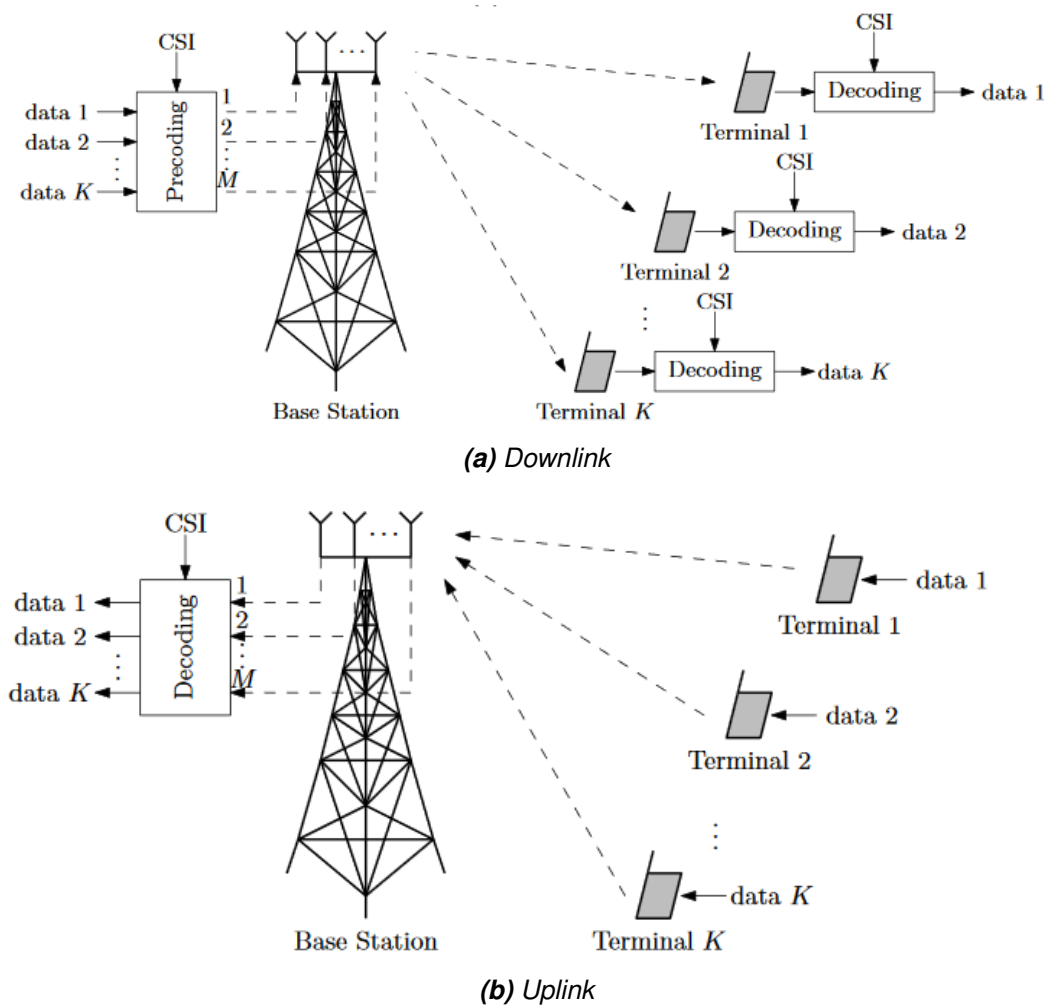 CSI
data 1
data 2
data K
Precoding
1
2
M
Base Station
CSI
Decoding
data 1
Terminal 1
CSI
Decoding
data 2
Terminal 2
CSI
Decoding
data K
Terminal K
(a) Downlink
CSI
data 1
data 2
data K
Decoding
1
2
M
Base Station
data 1
Terminal 1
data 2
Terminal 2
data K
Terminal K
(b) Uplink